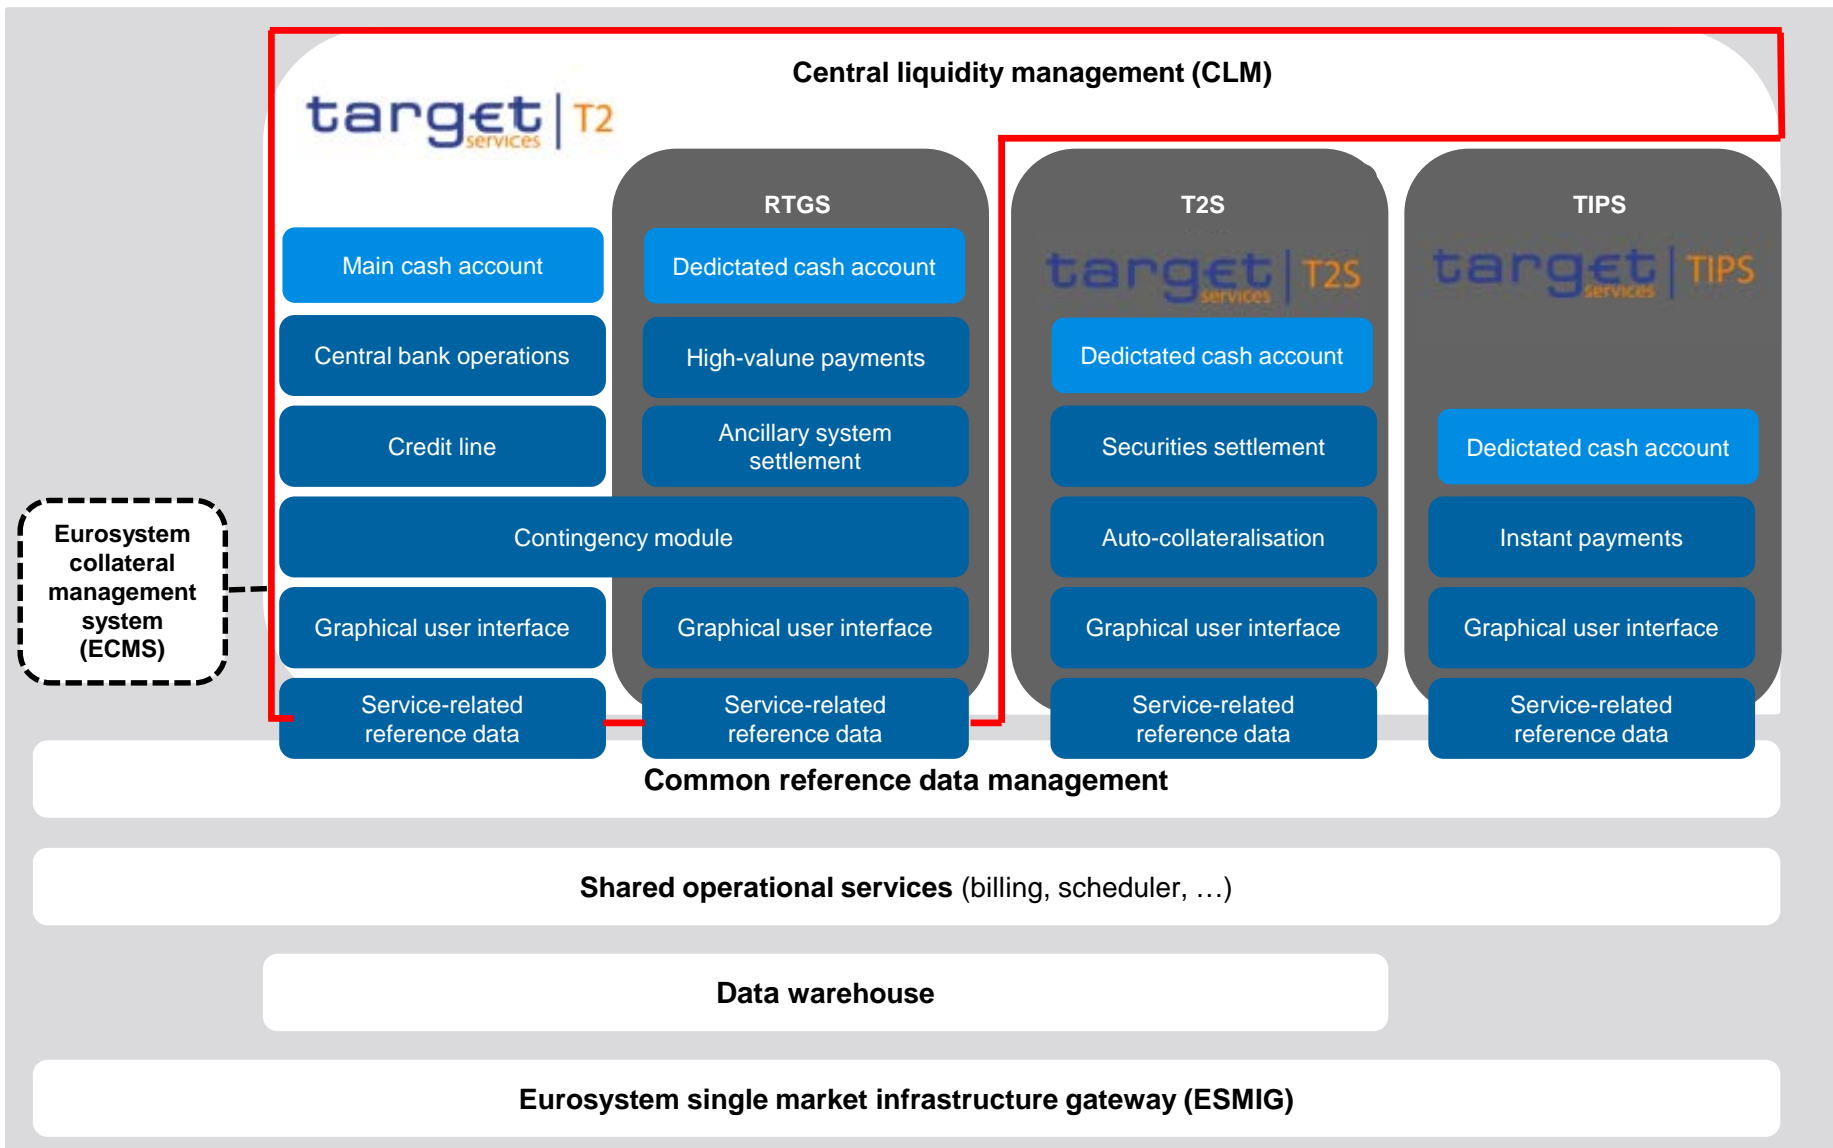 Central liquidity management (CLM)
target
services
T2
RTGS
T2S
TIPS
Main cash account
Dedictated cash account
target
services
T2S
target
services
TIPS
Central bank operations
High-valune payments
Dedictated cash account
Credit line
Ancillary system
settlement
Securities settlement
Dedictated cash account
Eurosystem
collateral
management
system
(ECMS)
Contingency module
Auto-collateralisation
Instant payments
Graphical user interface
Graphical user interface
Graphical user interface
Graphical user interface
Service-related
reference data
Service-related
reference data
Service-related
reference data
Service-related
reference data
Common reference data management
Shared operational services (billing, scheduler, …)
Data warehouse
Eurosystem single market infrastructure gateway (ESMIG)